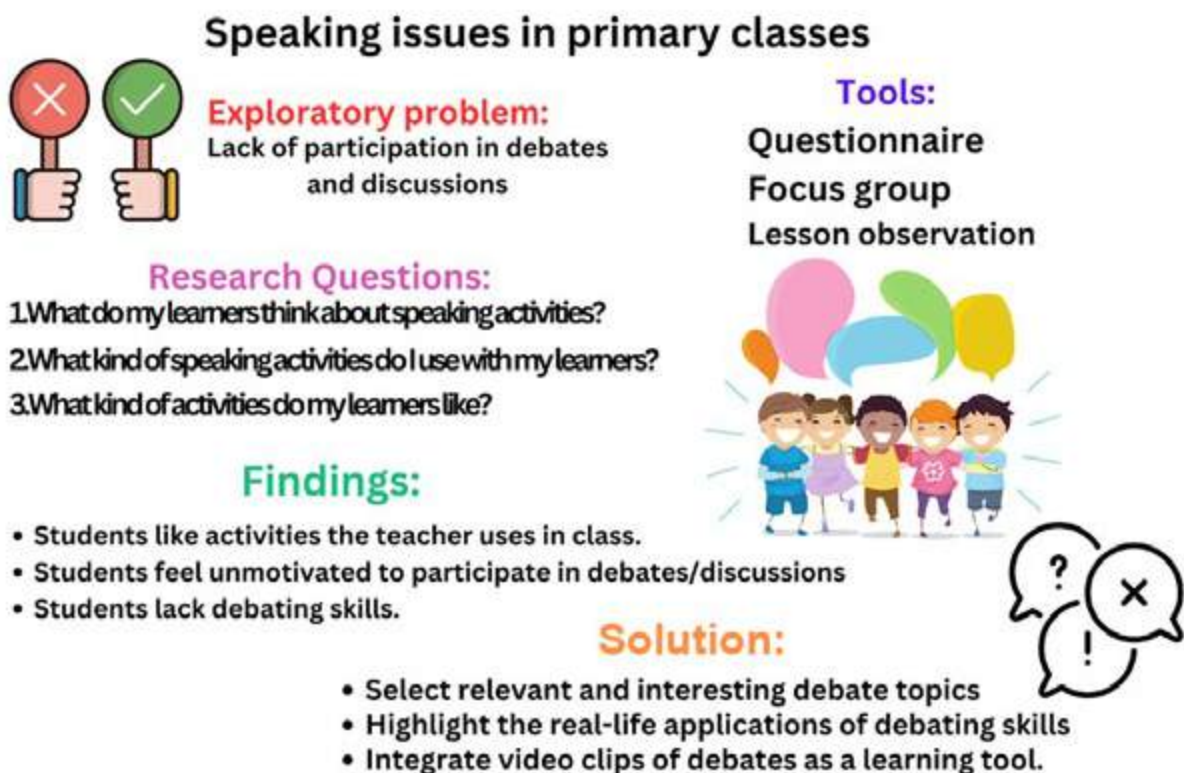 Speaking issues in primary classes
Exploratory problem:
Lack of participation in debates
and discussions
Tools:
Questionnaire
Focus group
Lesson observation
Research Questions:
1.What do my learners think about speaking activities?
2.What kind of speaking activities do I use with my learners?
3.What kind of activities do my learners like?
Findings:
• Students like activities the teacher uses in class.
• Students feel unmotivated to participate in debates/discussions
• Students lack debating skills.
?
!
Solution:
• Select relevant and interesting debate topics
• Highlight the real-life applications of debating skills
• Integrate video clips of debates as a learning tool.